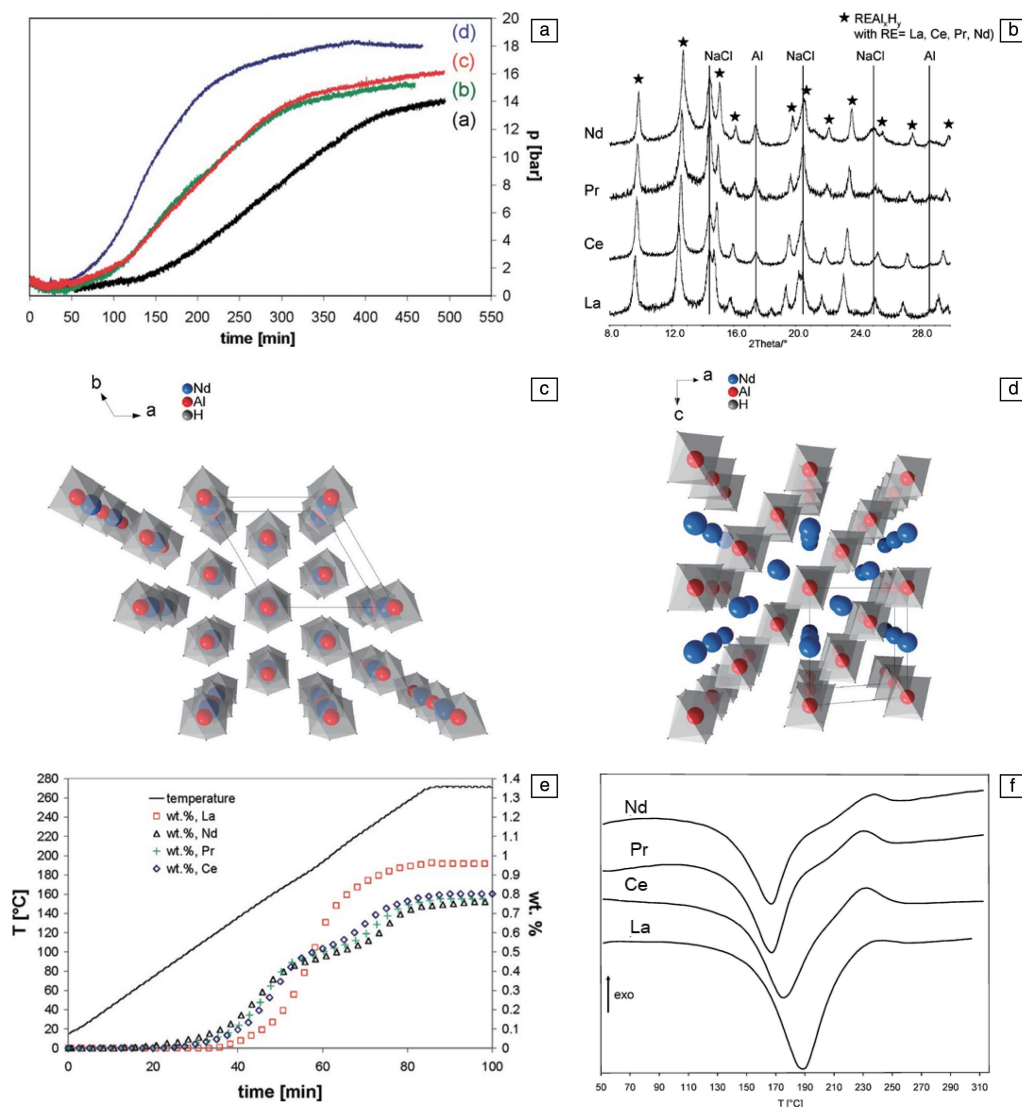 a
(d)
(c)
(b)
(a)
20
18
16
14
12
10
8
6
4
2
0
p [bar]
0 50 100 150 200 250 300 350 400 450 500 550
time [min]
b
★ REAlxHy
with RE= La, Ce, Pr, Nd)
NaCl Al NaCl NaCl Al
Nd
Pr
Ce
La
8.0 12.0 16.0 20.0 24.0 28.0
2Theta/°
c
b
a
Nd
Al
H
d
a
c
Nd
Al
H
e
280
260
240
220
200
180
160
140
120
100
80
60
40
20
0
T [°C]
temperature
wt.%, La
wt.%, Nd
wt.%, Pr
wt.%, Ce
1.4
1.3
1.2
1.1
1
0.9
0.8
0.7
0.6
0.5
0.4
0.3
0.2
0.1
0
wt. %
0 20 40 60 80 100
time [min]
f
Nd
Pr
Ce
La
exo
50 70 90 110 130 150 170 190 210 230 250 270 290 310
T [°C]